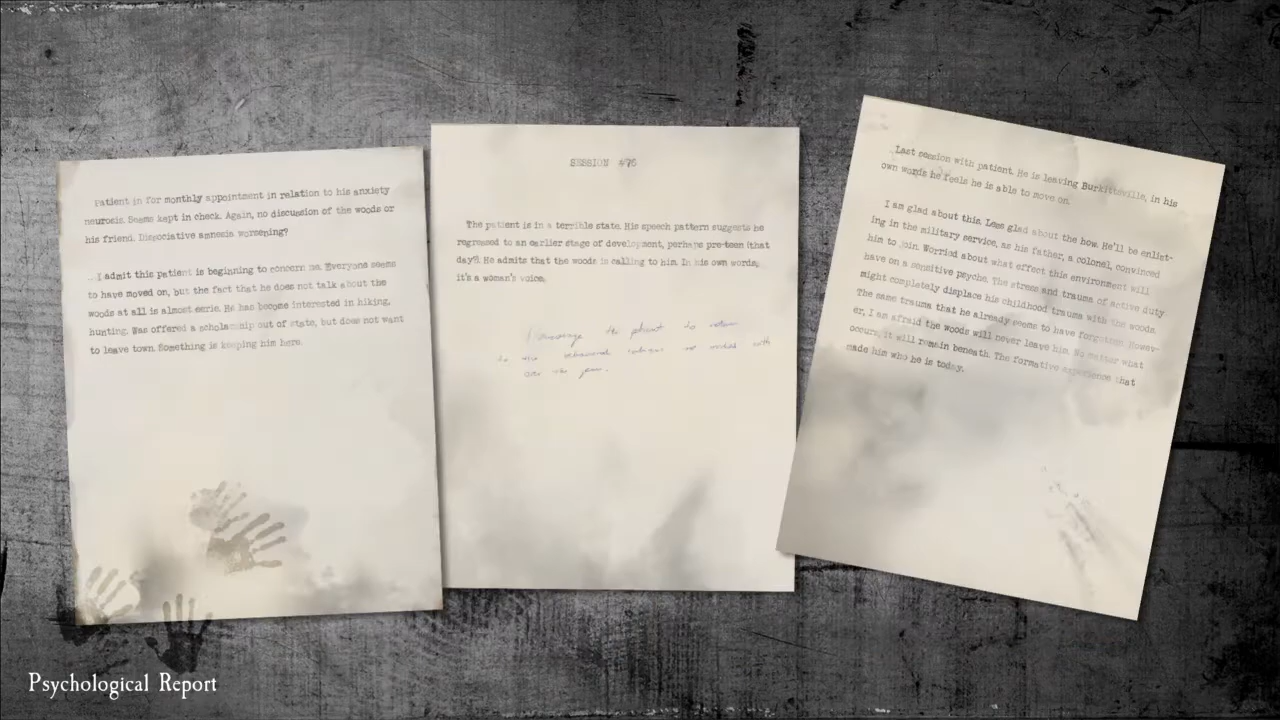 Patient in for monthly appointment in relation to his anxiety
neurosis. Seems kept in check. Again, no discussion of the woods or
his friend. Dissociative amnesia worsening?
...I admit this patient is beginning to concern me. Everyone seems
to have moved on, but the fact that he does not talk about the
woods at all is almost eerie. He has become interested in hiking,
hunting. Was offered a scholarship out of state, but does not want
to leave town. Something is keeping him here.
SESSION #76
The patient is in a terrible state. His speech pattern suggests he
regressed to an earlier stage of development, perhaps pre-teen (that
day?). He admits that the woods is calling to him. In his own words,
it's a woman's voice.
the patient to
with
over the
...Last session with patient. He is leaving Burkittsville, in his
own words he feels he is able to move on.
I am glad about this. Less glad about the how. He'll be enlist-
ing in the military service, as his father, a colonel, convinced
him to join. Worried about what effect this environment will
have on a sensitive psyche. The stress and trauma of active duty
might completely displace his childhood trauma with the woods.
The same trauma that he already seems to have forgotten. Howev-
er, I am afraid the woods will never leave him. No matter what
occurs, it will remain beneath. The formative experience that
made him who he is today.
Psychological Report